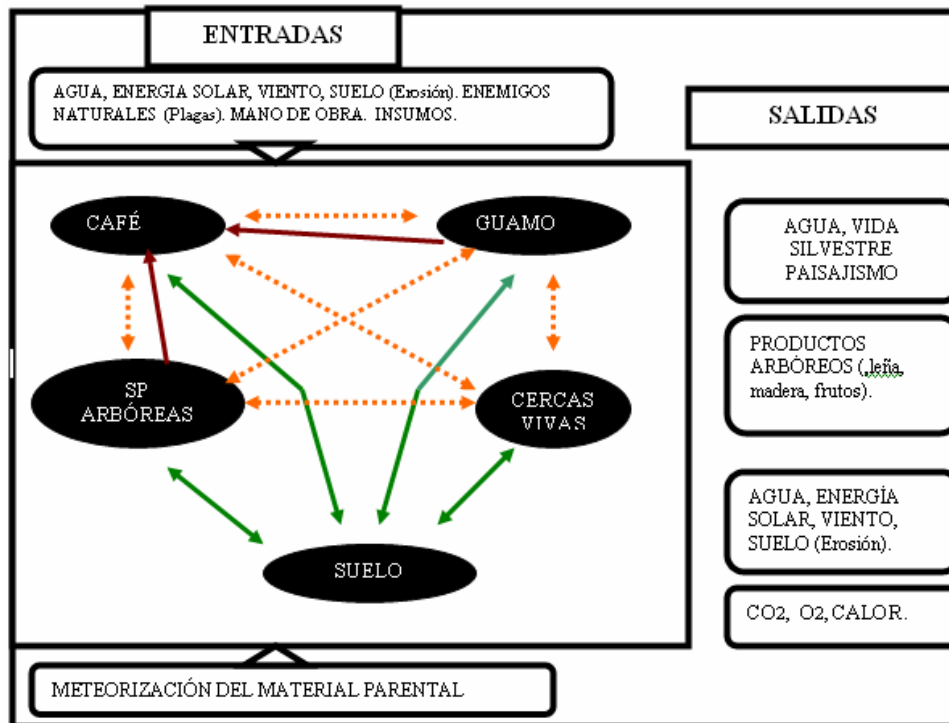 ENTRADAS
AGUA, ENERGIA SOLAR, VIENTO, SUELO (Erosión). ENEMIGOS
NATURALES (Plagas). MANO DE OBRA. INSUMOS.
SALIDAS
CAFÉ
GUAMO
AGUA, VIDA
SILVESTRE
PAISAJISMO
PRODUCTOS
ARBÓREOS (,leña,
madera, frutos).
SP
ARBÓREAS
CERCAS
VIVAS
AGUA, ENERGÍA
SOLAR, VIENTO,
SUELO (Erosión).
SUELO
CO2, O2, CALOR.
METEORIZACIÓN DEL MATERIAL PARENTAL